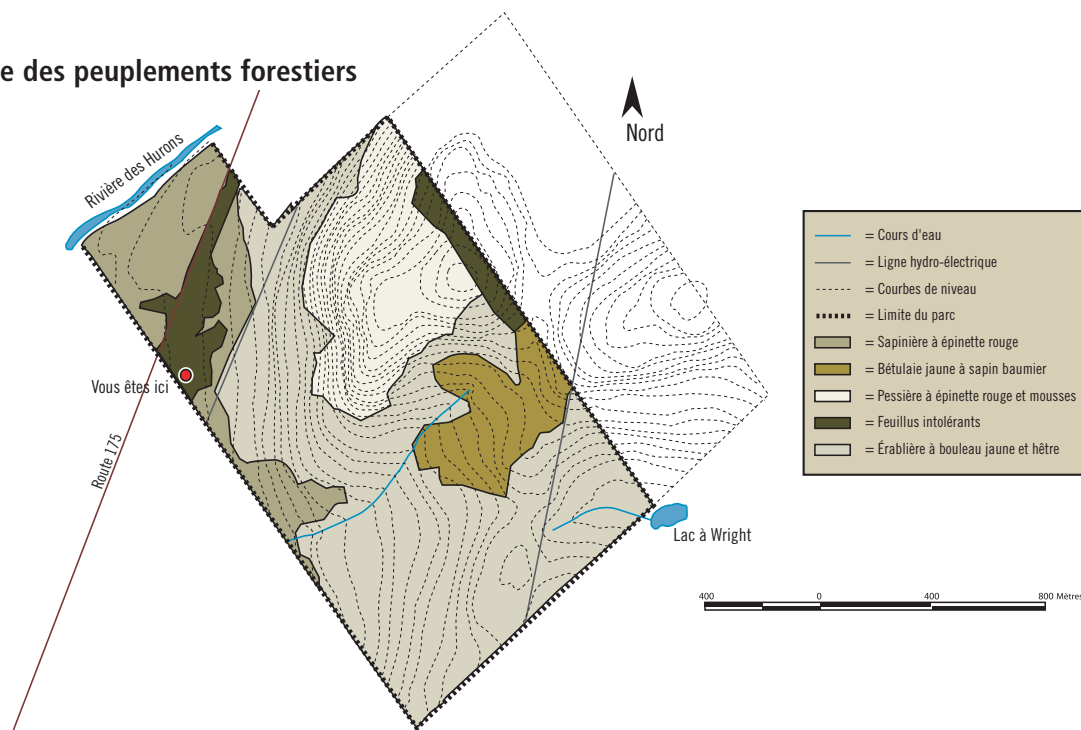 e des peuplements forestiers
Rivière des Hurons
Nord
Vous êtes ici
Route 175
Lac à Wright
= Cours d'eau
= Ligne hydro-électrique
= Courbes de niveau
= Limite du parc
= Sapinière à épinette rouge
= Bétulaie jaune à sapin baumier
= Pessière à épinette rouge et mousses
= Feuillus intolérants
= Érablière à bouleau jaune et hêtre
400 0 400 800 Mètres